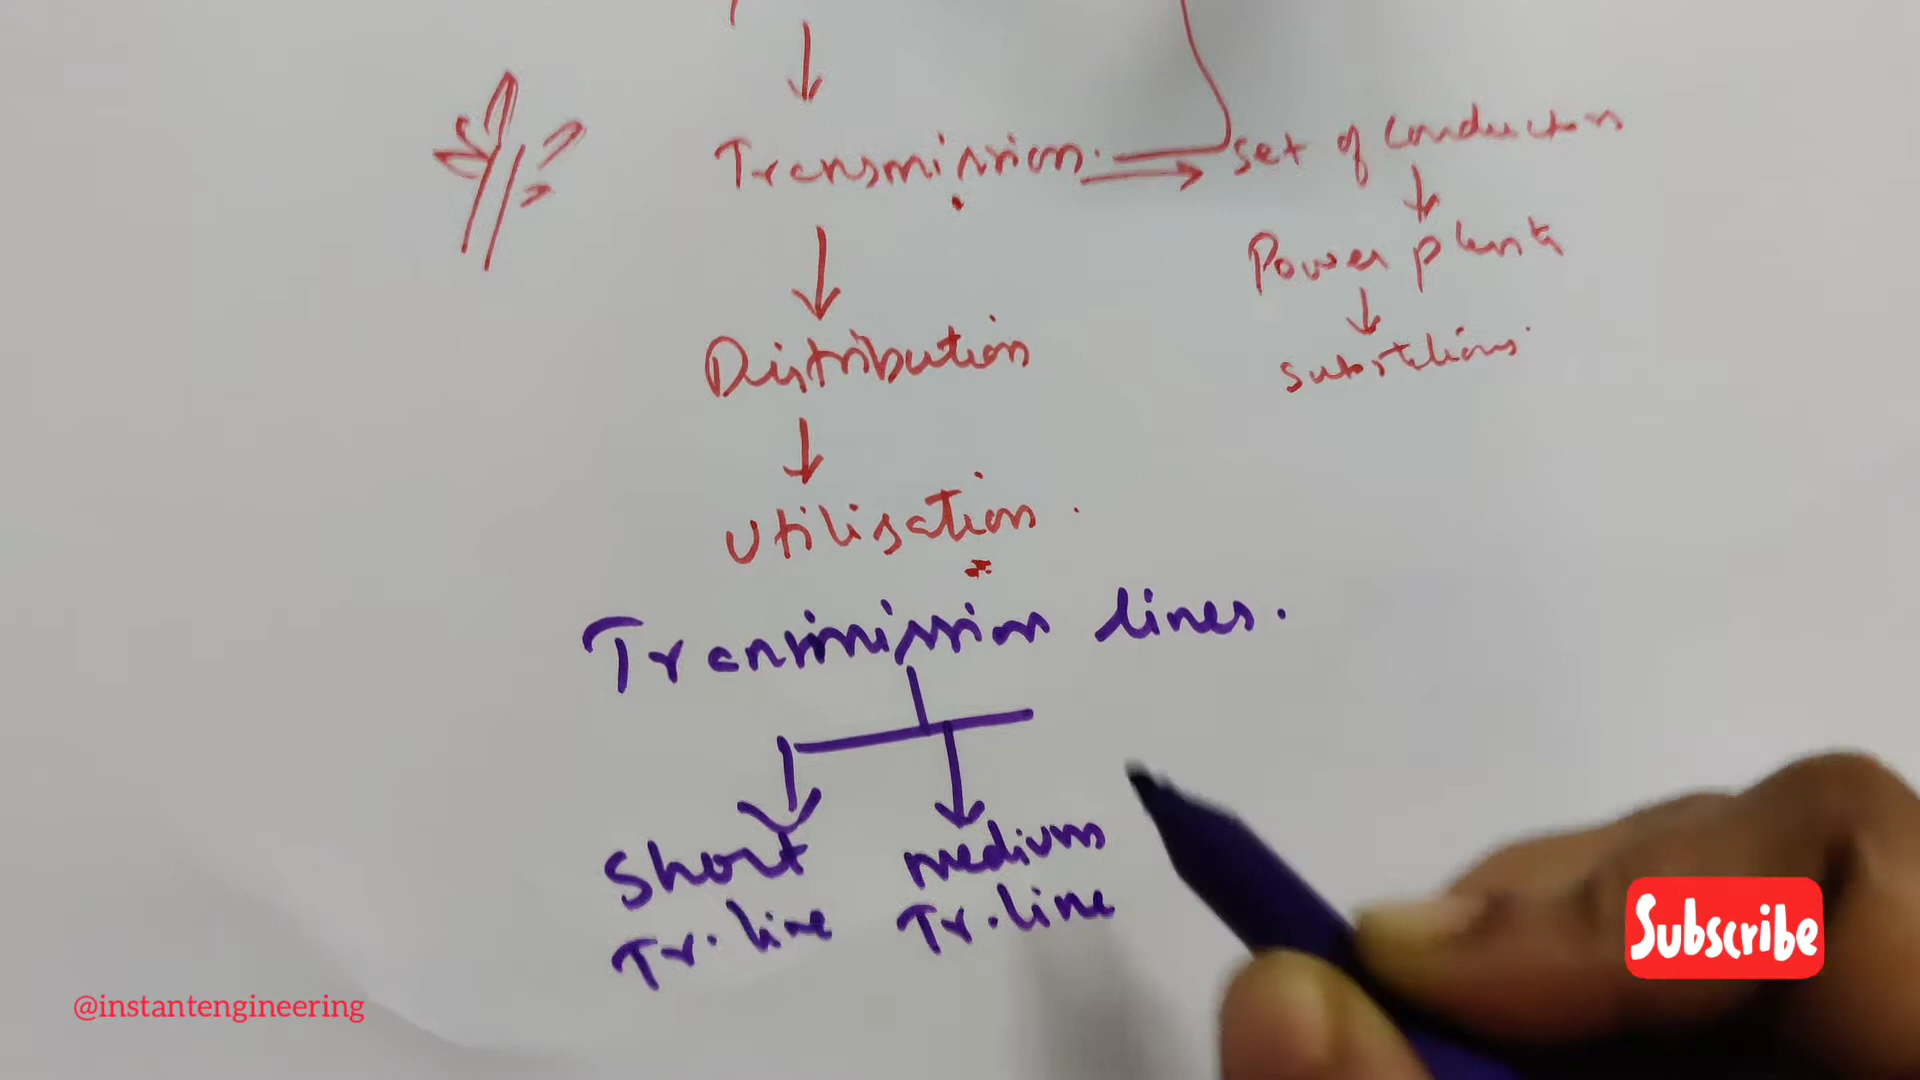 Transmission. set of conductors
Power plants
substations.
Distribution
Utilisation.
Transmission lines.
Short medium
Tr. line Tr. line
Subscribe
@instantengineering